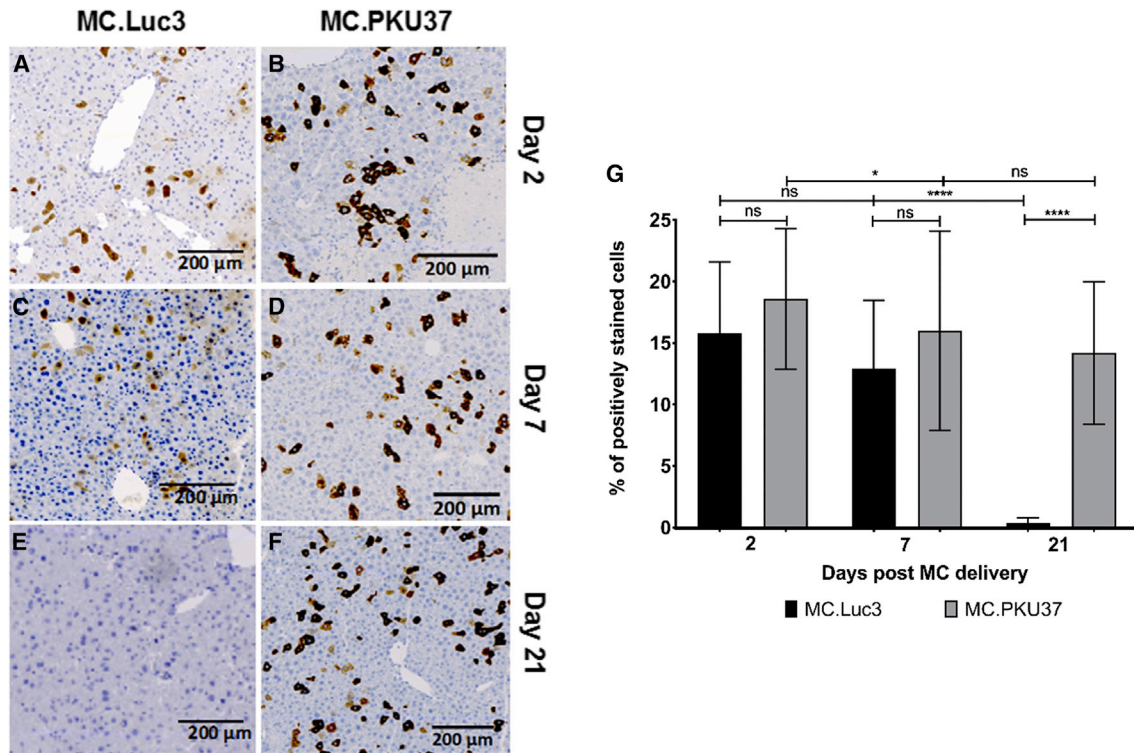 MC.Luc3 MC.PKU37
A
B
Day 2
200 µm
200 µm
C
D
Day 7
200 µm
200 µm
E
F
Day 21
200 µm
200 µm
G
* ns
ns ****
ns ns ****
% of positively stained cells
25
20
15
10
5
0
2 7 21
Days post MC delivery
MC.Luc3 MC.PKU37